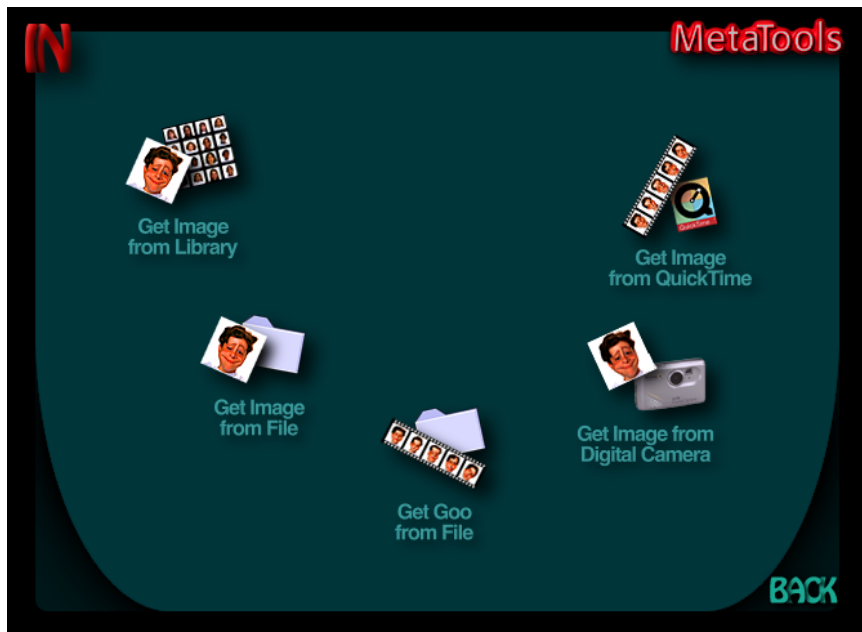 IN
MetaTools
Get Image
from Library
QuickTime
Get Image
from QuickTime
Get Image
from File
Get Image from
Digital Camera
Get Goo
from File
BACK